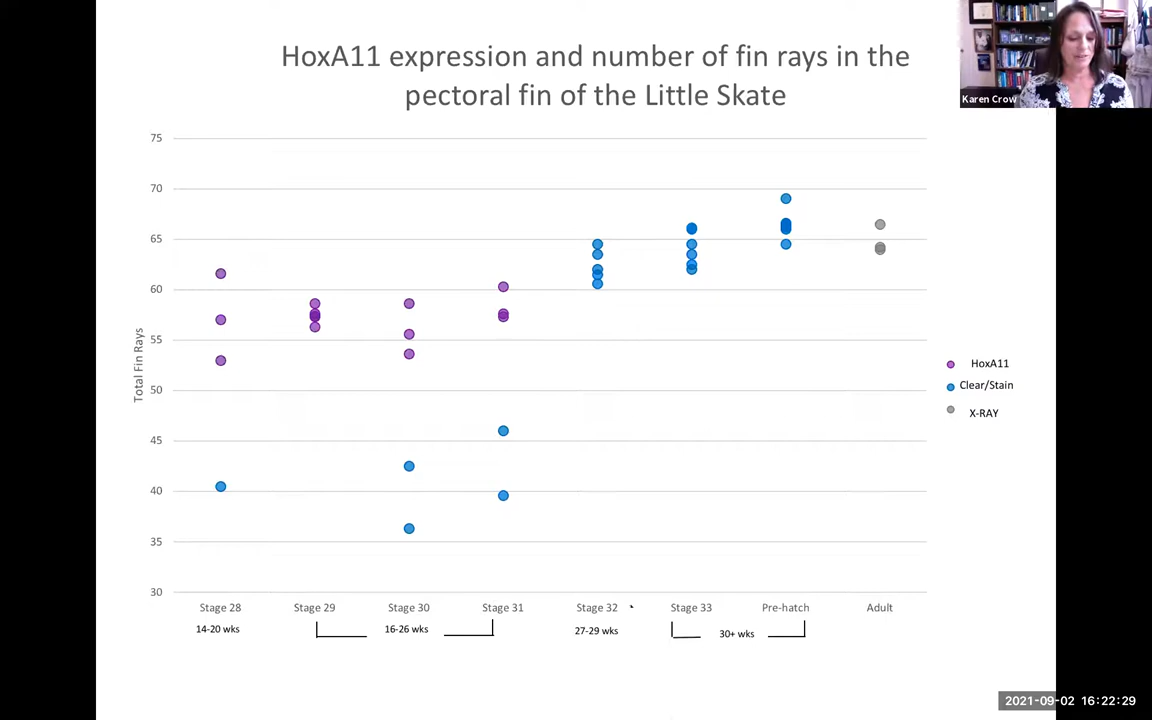 HoxA11 expression and number of fin rays in the
pectoral fin of the Little Skate
Karen Crow
75
70
65
60
55
50
45
40
35
30
Total Fin Rays
HoxA11
Clear/Stain
X-RAY
Stage 28
Stage 29
Stage 30
Stage 31
Stage 32
Stage 33
Pre-hatch
Adult
14-20 wks
16-26 wks
27-29 wks
30+ wks
2021-09-02 16:22:29